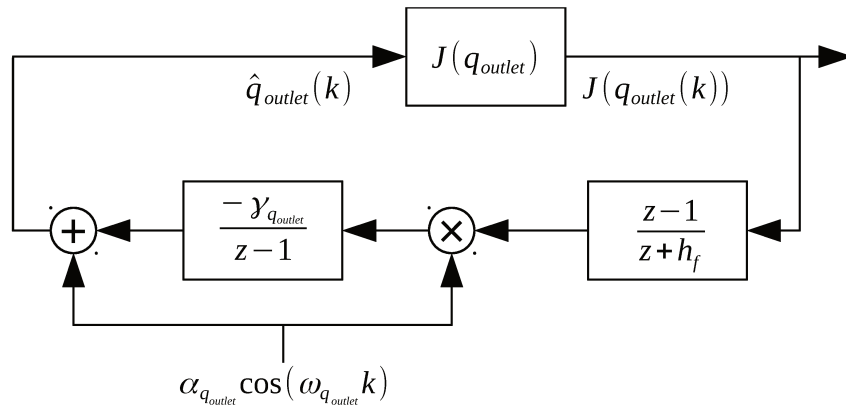 J(q_outlet)
q̂_outlet(k)
J(q_outlet(k))
+
−γ_q_outlet
z−1
×
z−1
z+h_f
α_q_outlet cos(ω_q_outlet k)